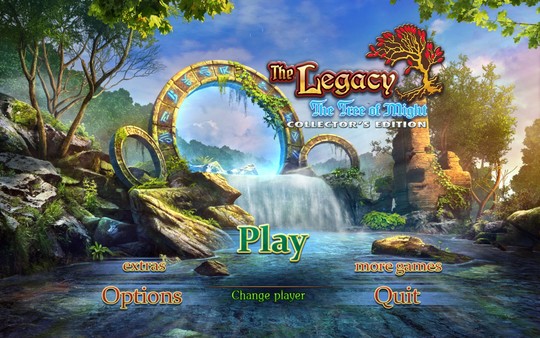 The Legacy
The Tree of Might
COLLECTOR'S EDITION
Play
extras
more games
Options
Change player
Quit